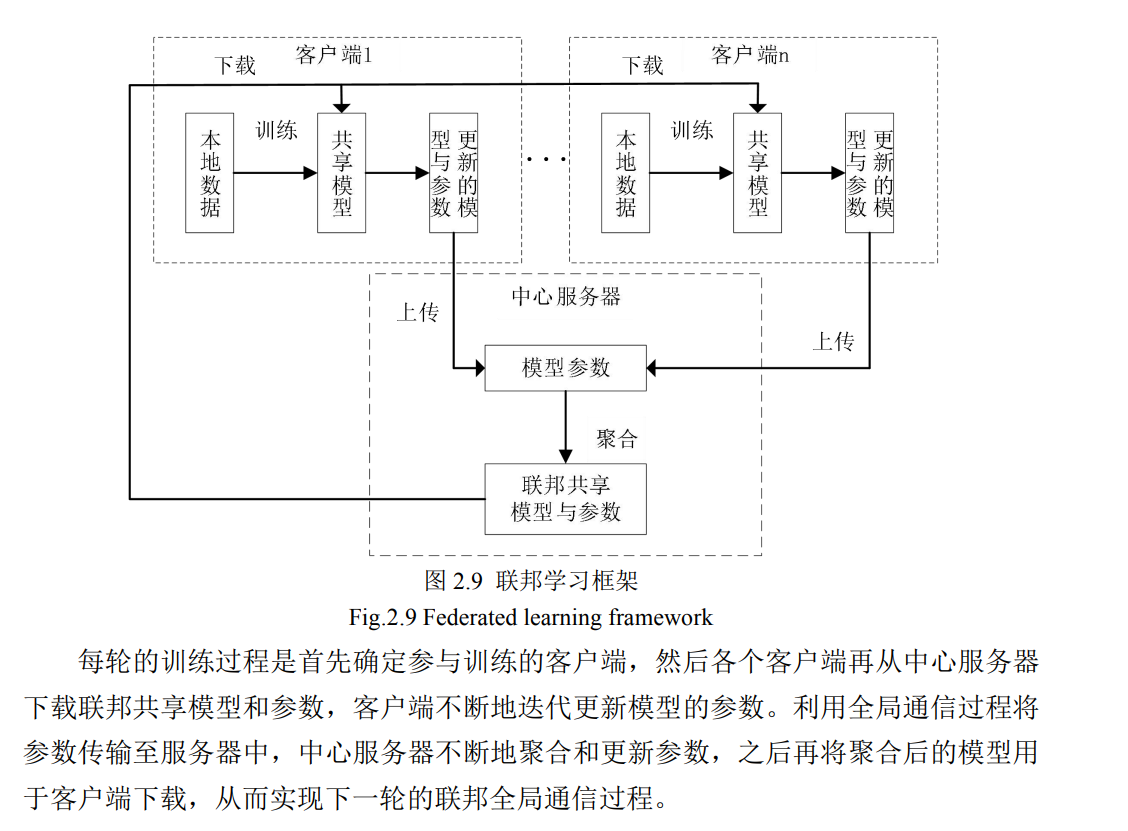 客户端1
下载
本地数据
训练
共享模型
更新的模
型与参数
···
客户端n
下载
本地数据
训练
共享模型
更新的模
型与参数
中心服务器
上传
上传
模型参数
聚合
联邦共享
模型与参数
图 2.9 联邦学习框架
Fig.2.9 Federated learning framework
每轮的训练过程是首先确定参与训练的客户端，然后各个客户端再从中心服务器
下载联邦共享模型和参数，客户端不断地迭代更新模型的参数。利用全局通信过程将
参数传输至服务器中，中心服务器不断地聚合和更新参数，之后再将聚合后的模型用
于客户端下载，从而实现下一轮的联邦全局通信过程。